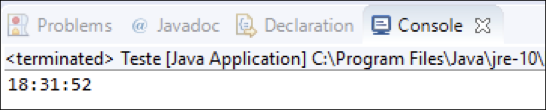 Problems @ Javadoc Declaration Console
<terminated> Teste [Java Application] C:\Program Files\Java\jre-10\
18:31:52